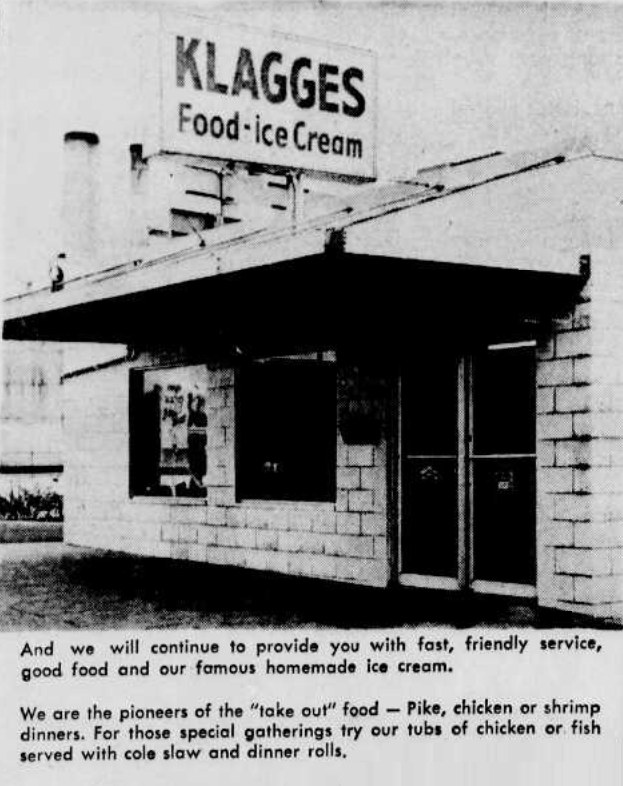 KLAGGES
Food-ice Cream
And we will continue to provide you with fast, friendly service,
good food and our famous homemade ice cream.
We are the pioneers of the "take out" food — Pike, chicken or shrimp
dinners. For those special gatherings try our tubs of chicken or fish
served with cole slaw and dinner rolls.